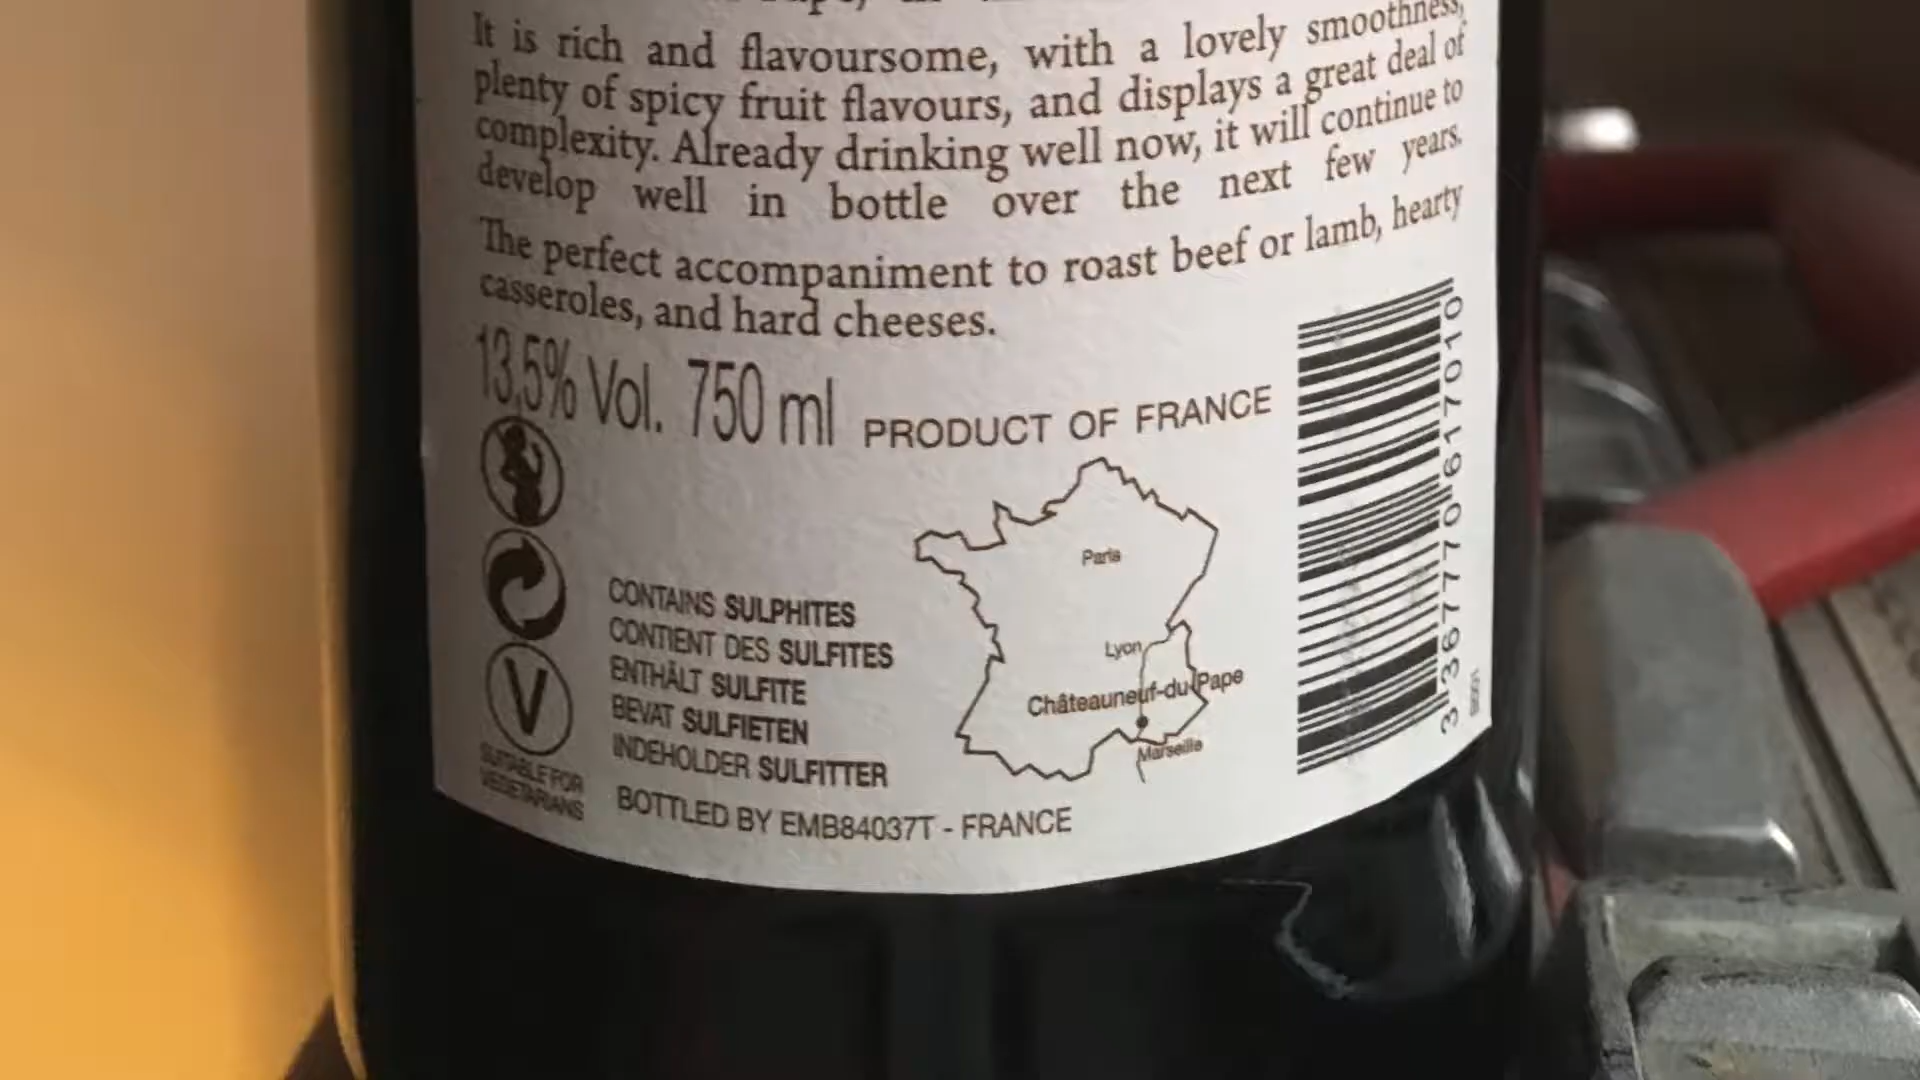 It is rich and flavoursome, with a lovely smoothness,
plenty of spicy fruit flavours, and displays a great deal of
complexity. Already drinking well now, it will continue to
develop well in bottle over the next few years.
The perfect accompaniment to roast beef or lamb, hearty
casseroles, and hard cheeses.
13,5% Vol. 750 ml PRODUCT OF FRANCE
Paris
Lyon
Châteauneuf-du-Pape
Marseille
CONTAINS SULPHITES
CONTIENT DES SULFITES
ENTHÄLT SULFITE
BEVAT SULFIETEN
INDEHOLDER SULFITTER
V
SUITABLE FOR
VEGETARIANS
BOTTLED BY EMB84037T - FRANCE
3 367770 617010